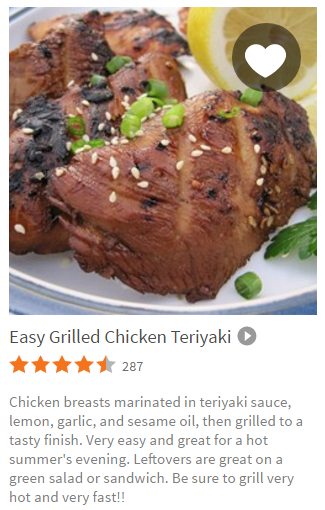 Easy Grilled Chicken Teriyaki
287
Chicken breasts marinated in teriyaki sauce,
lemon, garlic, and sesame oil, then grilled to a
tasty finish. Very easy and great for a hot
summer's evening. Leftovers are great on a
green salad or sandwich. Be sure to grill very
hot and very fast!!